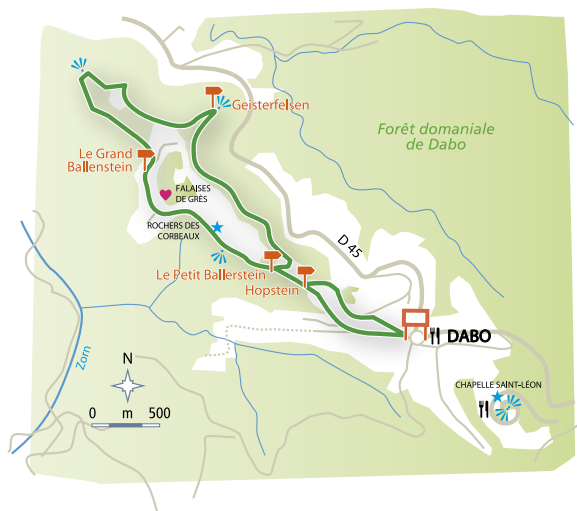 Geisterfelsen
Forêt domaniale
de Dabo
Le Grand
Ballenstein
FALAISES
DE GRÈS
ROCHERS DES
CORBEAUX
D 45
Le Petit Ballerstein
Hopstein
DABO
Zorn
N
0 m 500
CHAPELLE SAINT-LÉON